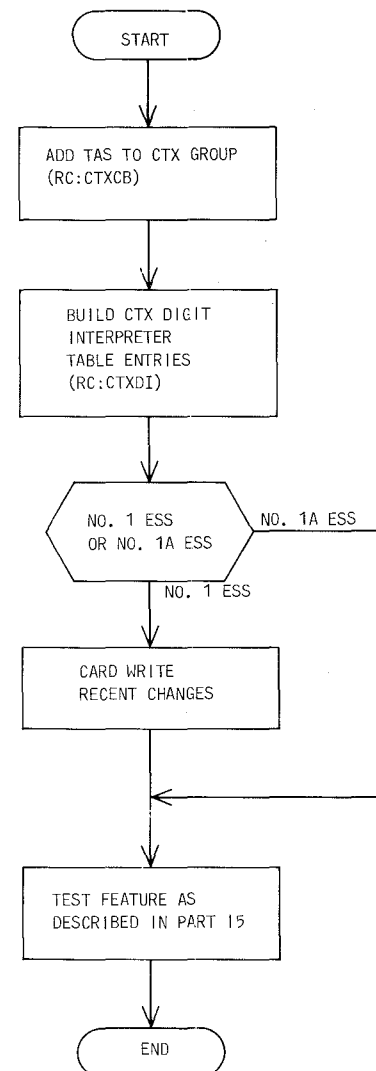 START
ADD TAS TO CTX GROUP
(RC:CTXCB)
BUILD CTX DIGIT
INTERPRETER
TABLE ENTRIES
(RC:CTXDI)
NO. 1 ESS
OR NO. 1A ESS
NO. 1A ESS
NO. 1 ESS
CARD WRITE
RECENT CHANGES
TEST FEATURE AS
DESCRIBED IN PART 15
END